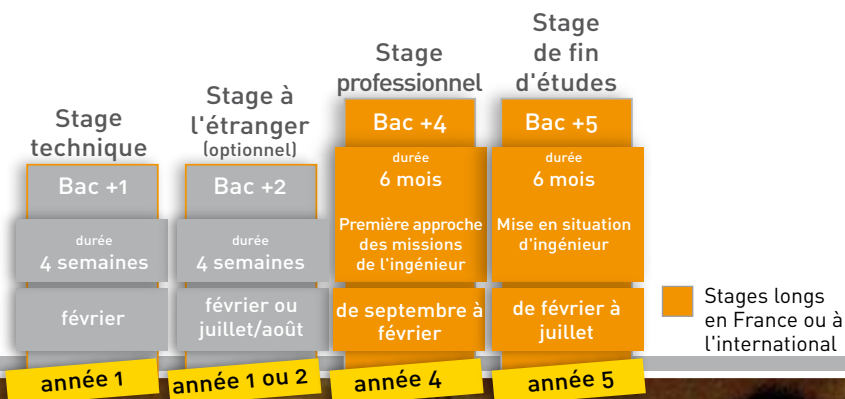 Stage
technique
Bac +1
durée
4 semaines
février
année 1
Stage à
l'étranger
(optionnel)
Bac +2
durée
4 semaines
février ou
juillet/août
année 1 ou 2
Stage
professionnel
Bac +4
durée
6 mois
Première approche
des missions
de l'ingénieur
de septembre à
février
année 4
Stage
de fin
d'études
Bac +5
durée
6 mois
Mise en situation
d'ingénieur
de février à
juillet
année 5
Stages longs
en France ou à
l'international